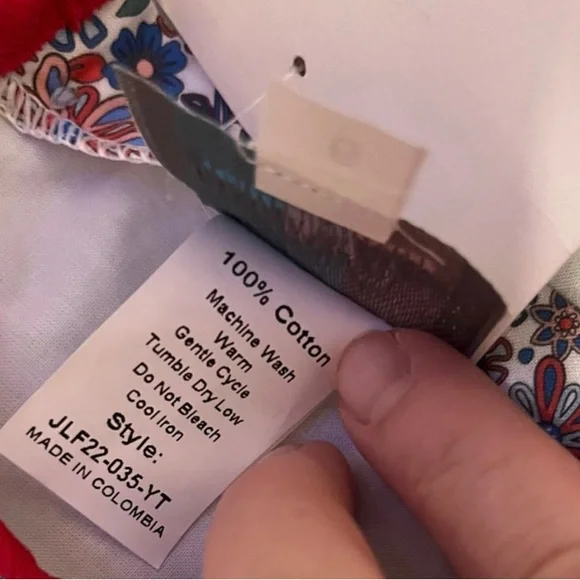 100% Cotton
Machine Wash
Warm
Gentle Cycle
Tumble Dry Low
Do Not Bleach
Cool Iron
Style:
JLF22-035-YT
MADE IN COLOMBIA